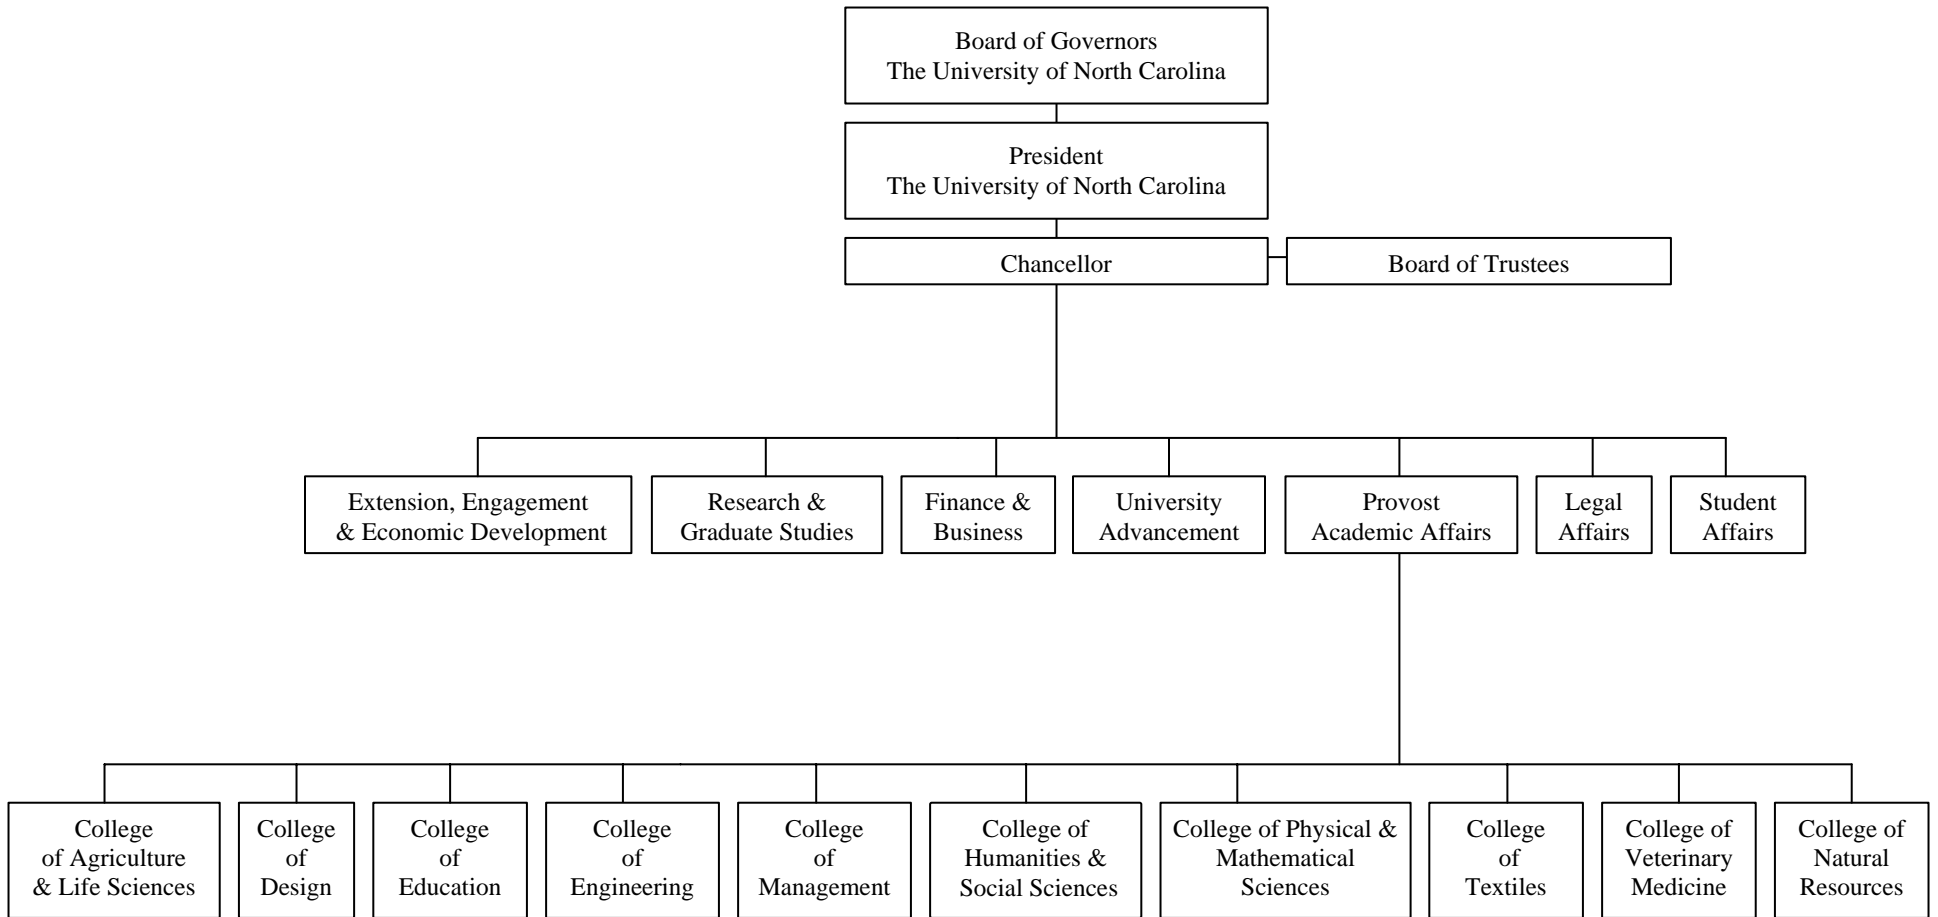 Board of Governors
The University of North Carolina
President
The University of North Carolina
Chancellor
Board of Trustees
Extension, Engagement
& Economic Development
Research &
Graduate Studies
Finance &
Business
University
Advancement
Provost
Academic Affairs
Legal
Affairs
Student
Affairs
College
of Agriculture
& Life Sciences
College
of
Design
College
of
Education
College
of
Engineering
College
of
Management
College of
Humanities &
Social Sciences
College of Physical &
Mathematical
Sciences
College
of
Textiles
College of
Veterinary
Medicine
College of
Natural
Resources